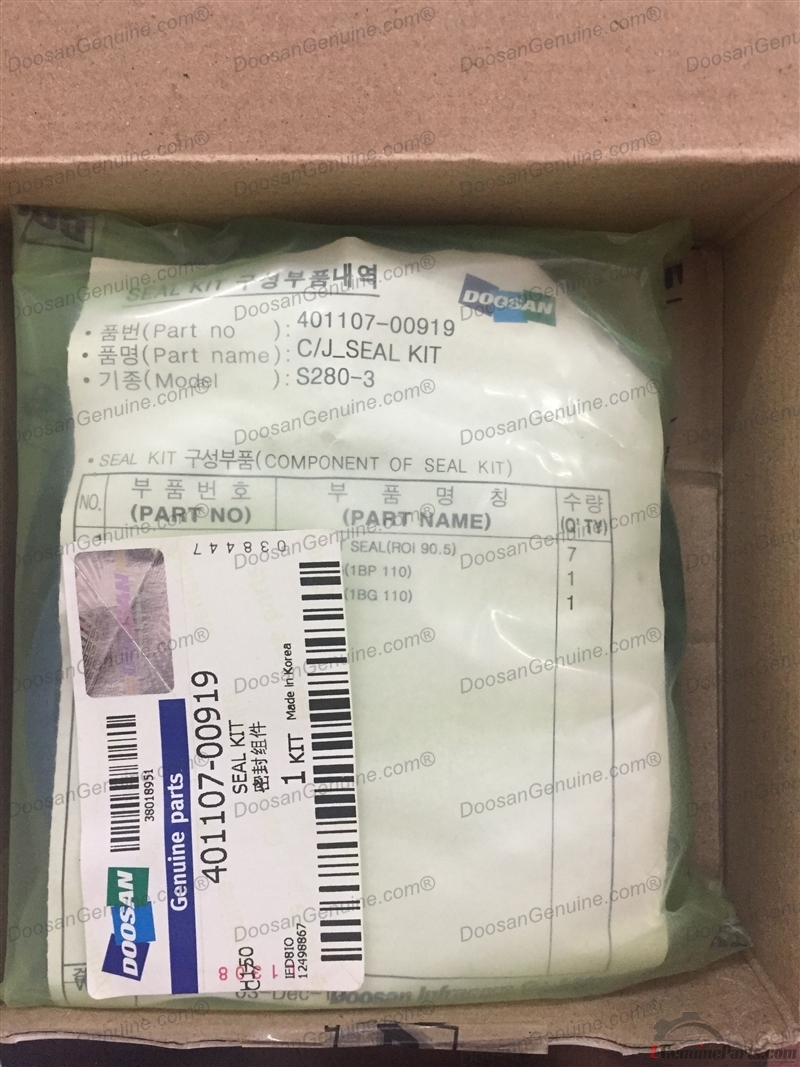 SEAL KIT 구성부품내역
DOOSAN
• 품번(Part no ): 401107-00919
• 품명(Part name): C/J_SEAL KIT
• 기종(Model ): S280-3
• SEAL KIT 구성부품(COMPONENT OF SEAL KIT)
NO. 부품번호 부품명칭 수량
(PART NO) (PART NAME) (Q'TY)
SEAL(ROI 90.5) 7
(1BP 110) 1
(1BG 110) 1
038447
DOOSAN
Genuine parts
38018951
401107-00919
SEAL KIT
密封组件
1 KIT Made in Korea
IED8IO
12498867
Doosan
DoosanGenuine.com®